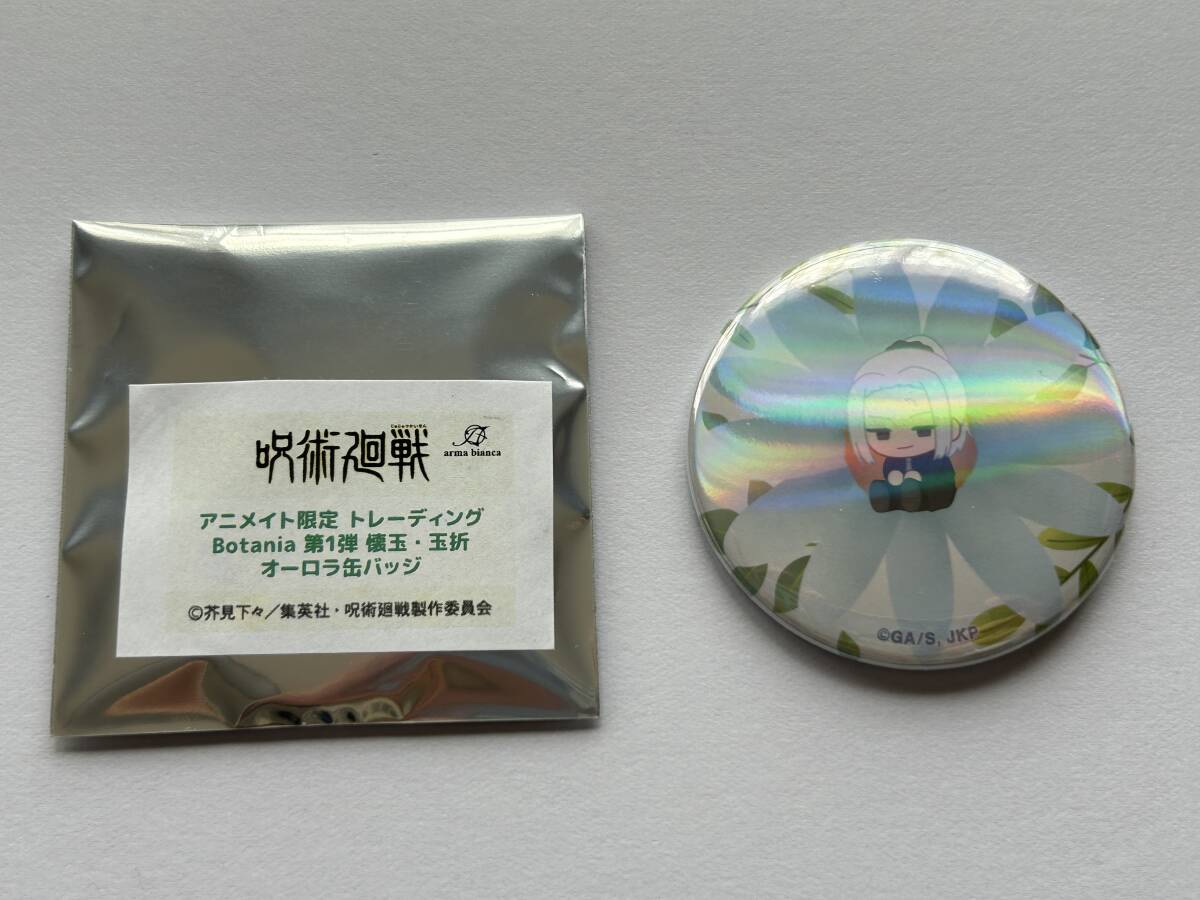 じゅじゅつかいせん
呪術廻戦
arma bianca
アニメイト限定 トレーディング
Botania 第1弾 懐玉・玉折
オーロラ缶バッジ
©芥見下々／集英社・呪術廻戦製作委員会
©GA/S, JKP